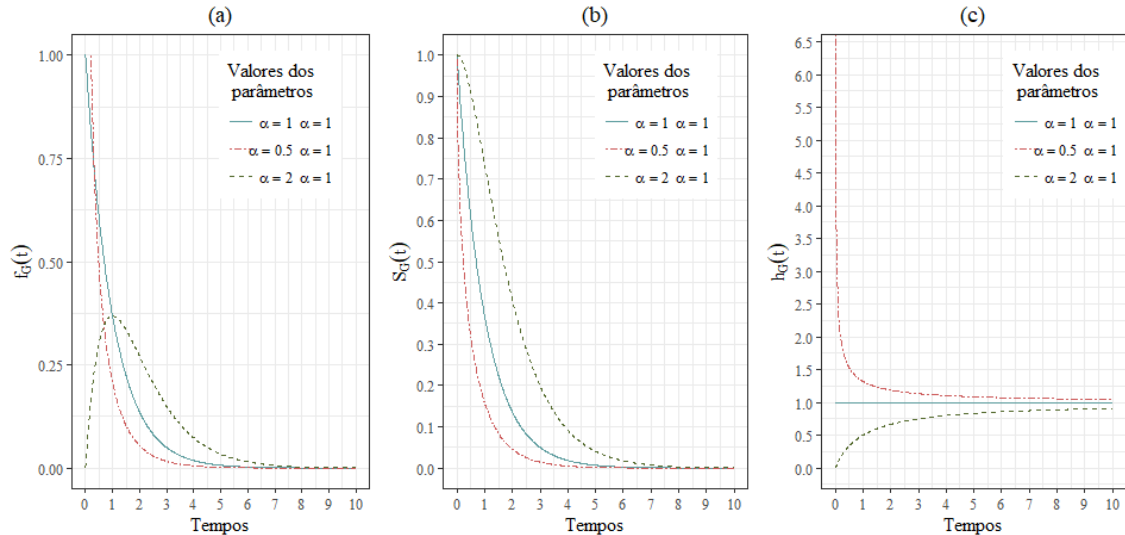 (a)
1.00
0.75
0.50
0.25
0.00
f_G(t)
Valores dos
parâmetros
α = 1 α = 1
α = 0.5 α = 1
α = 2 α = 1
0 1 2 3 4 5 6 7 8 9 10
Tempos
(b)
1.0
0.9
0.8
0.7
0.6
0.5
0.4
0.3
0.2
0.1
0.0
S_G(t)
Valores dos
parâmetros
α = 1 α = 1
α = 0.5 α = 1
α = 2 α = 1
0 1 2 3 4 5 6 7 8 9 10
Tempos
(c)
6.5
6.0
5.5
5.0
4.5
4.0
3.5
3.0
2.5
2.0
1.5
1.0
0.5
0.0
h_G(t)
Valores dos
parâmetros
α = 1 α = 1
α = 0.5 α = 1
α = 2 α = 1
0 1 2 3 4 5 6 7 8 9 10
Tempos